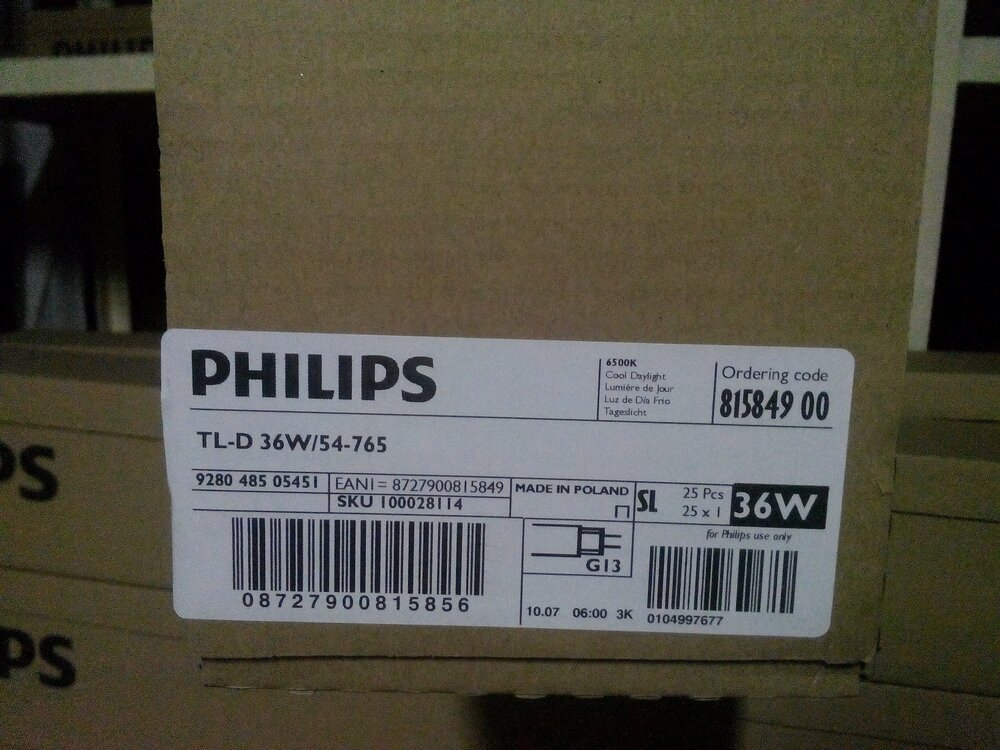 PHILIPS
6500K
Cool Daylight
Lumière de Jour
Luz de Día Frio
Tageslicht
Ordering code
815849 00
TL-D 36W/54-765
9280 485 05451
EAN1= 8727900815849
SKU 100028114
MADE IN POLAND
SL
25 Pcs
25 x 1
36W
for Philips use only
G13
08727900815856
10.07 06:00 3K
0104997677
PS
PS